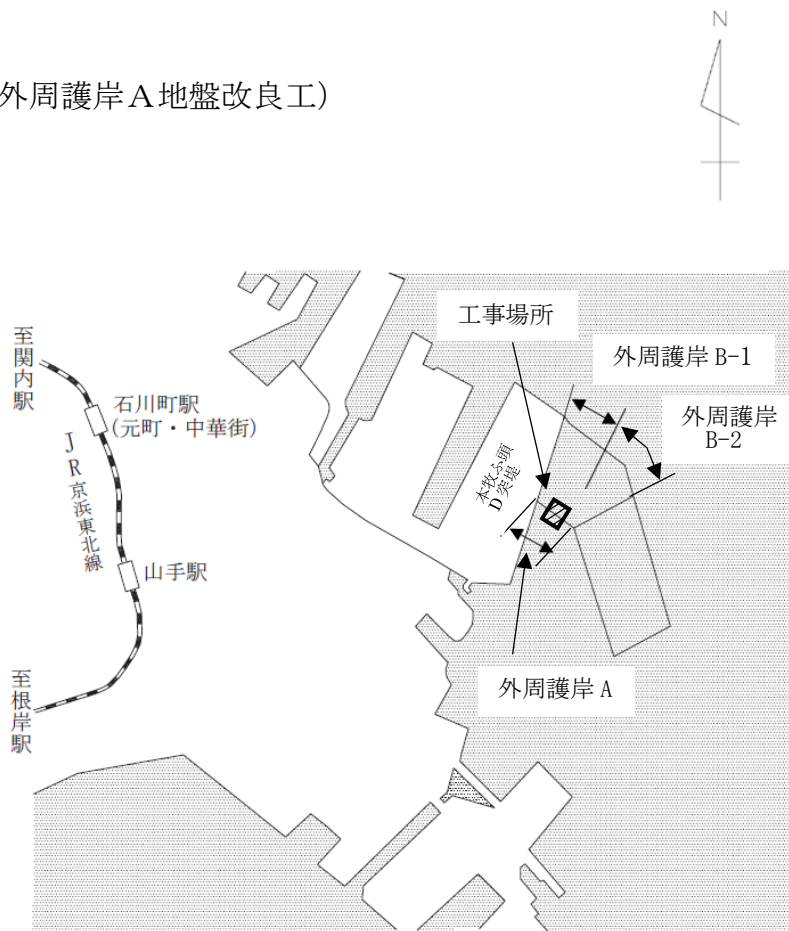 N
外周護岸A地盤改良工）
工事場所
外周護岸 B-1
外周護岸
B-2
至関内駅
石川町駅
(元町・中華街)
JR京浜東北線
本牧ふ頭
D突堤
山手駅
外周護岸 A
至根岸駅